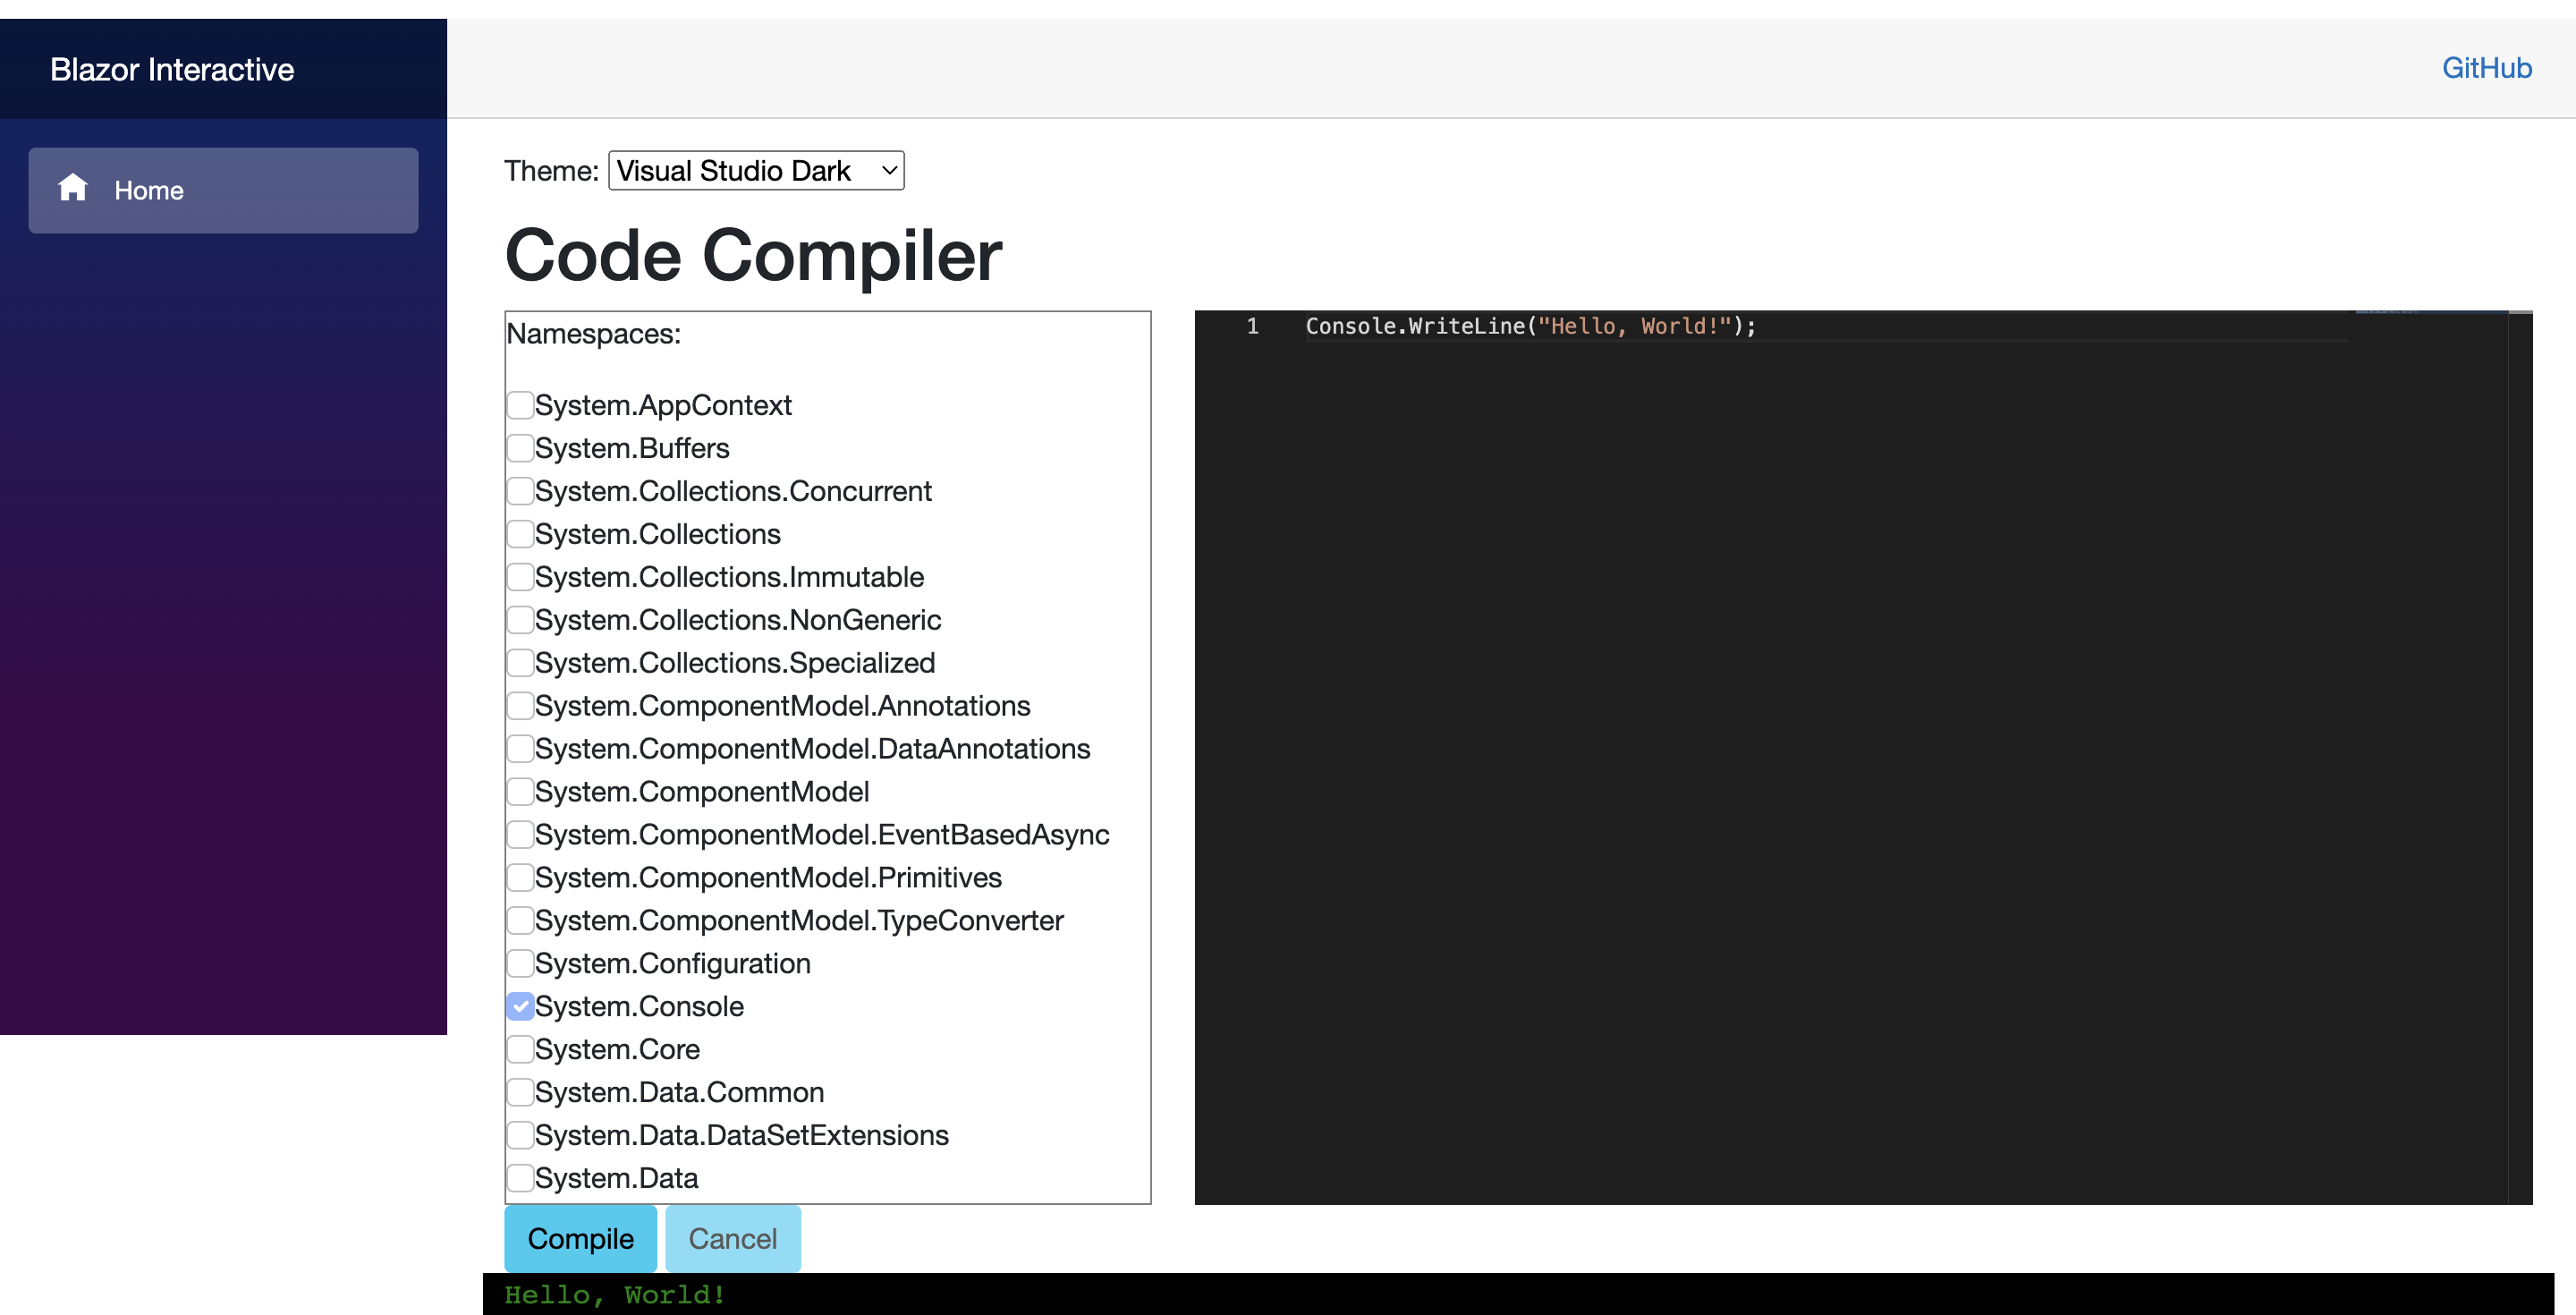 Blazor Interactive
GitHub
Home
Theme: Visual Studio Dark
Code Compiler
Namespaces:
System.AppContext
System.Buffers
System.Collections.Concurrent
System.Collections
System.Collections.Immutable
System.Collections.NonGeneric
System.Collections.Specialized
System.ComponentModel.Annotations
System.ComponentModel.DataAnnotations
System.ComponentModel
System.ComponentModel.EventBasedAsync
System.ComponentModel.Primitives
System.ComponentModel.TypeConverter
System.Configuration
System.Console
System.Core
System.Data.Common
System.Data.DataSetExtensions
System.Data
1 Console.WriteLine("Hello, World!");
Compile Cancel
Hello, World!